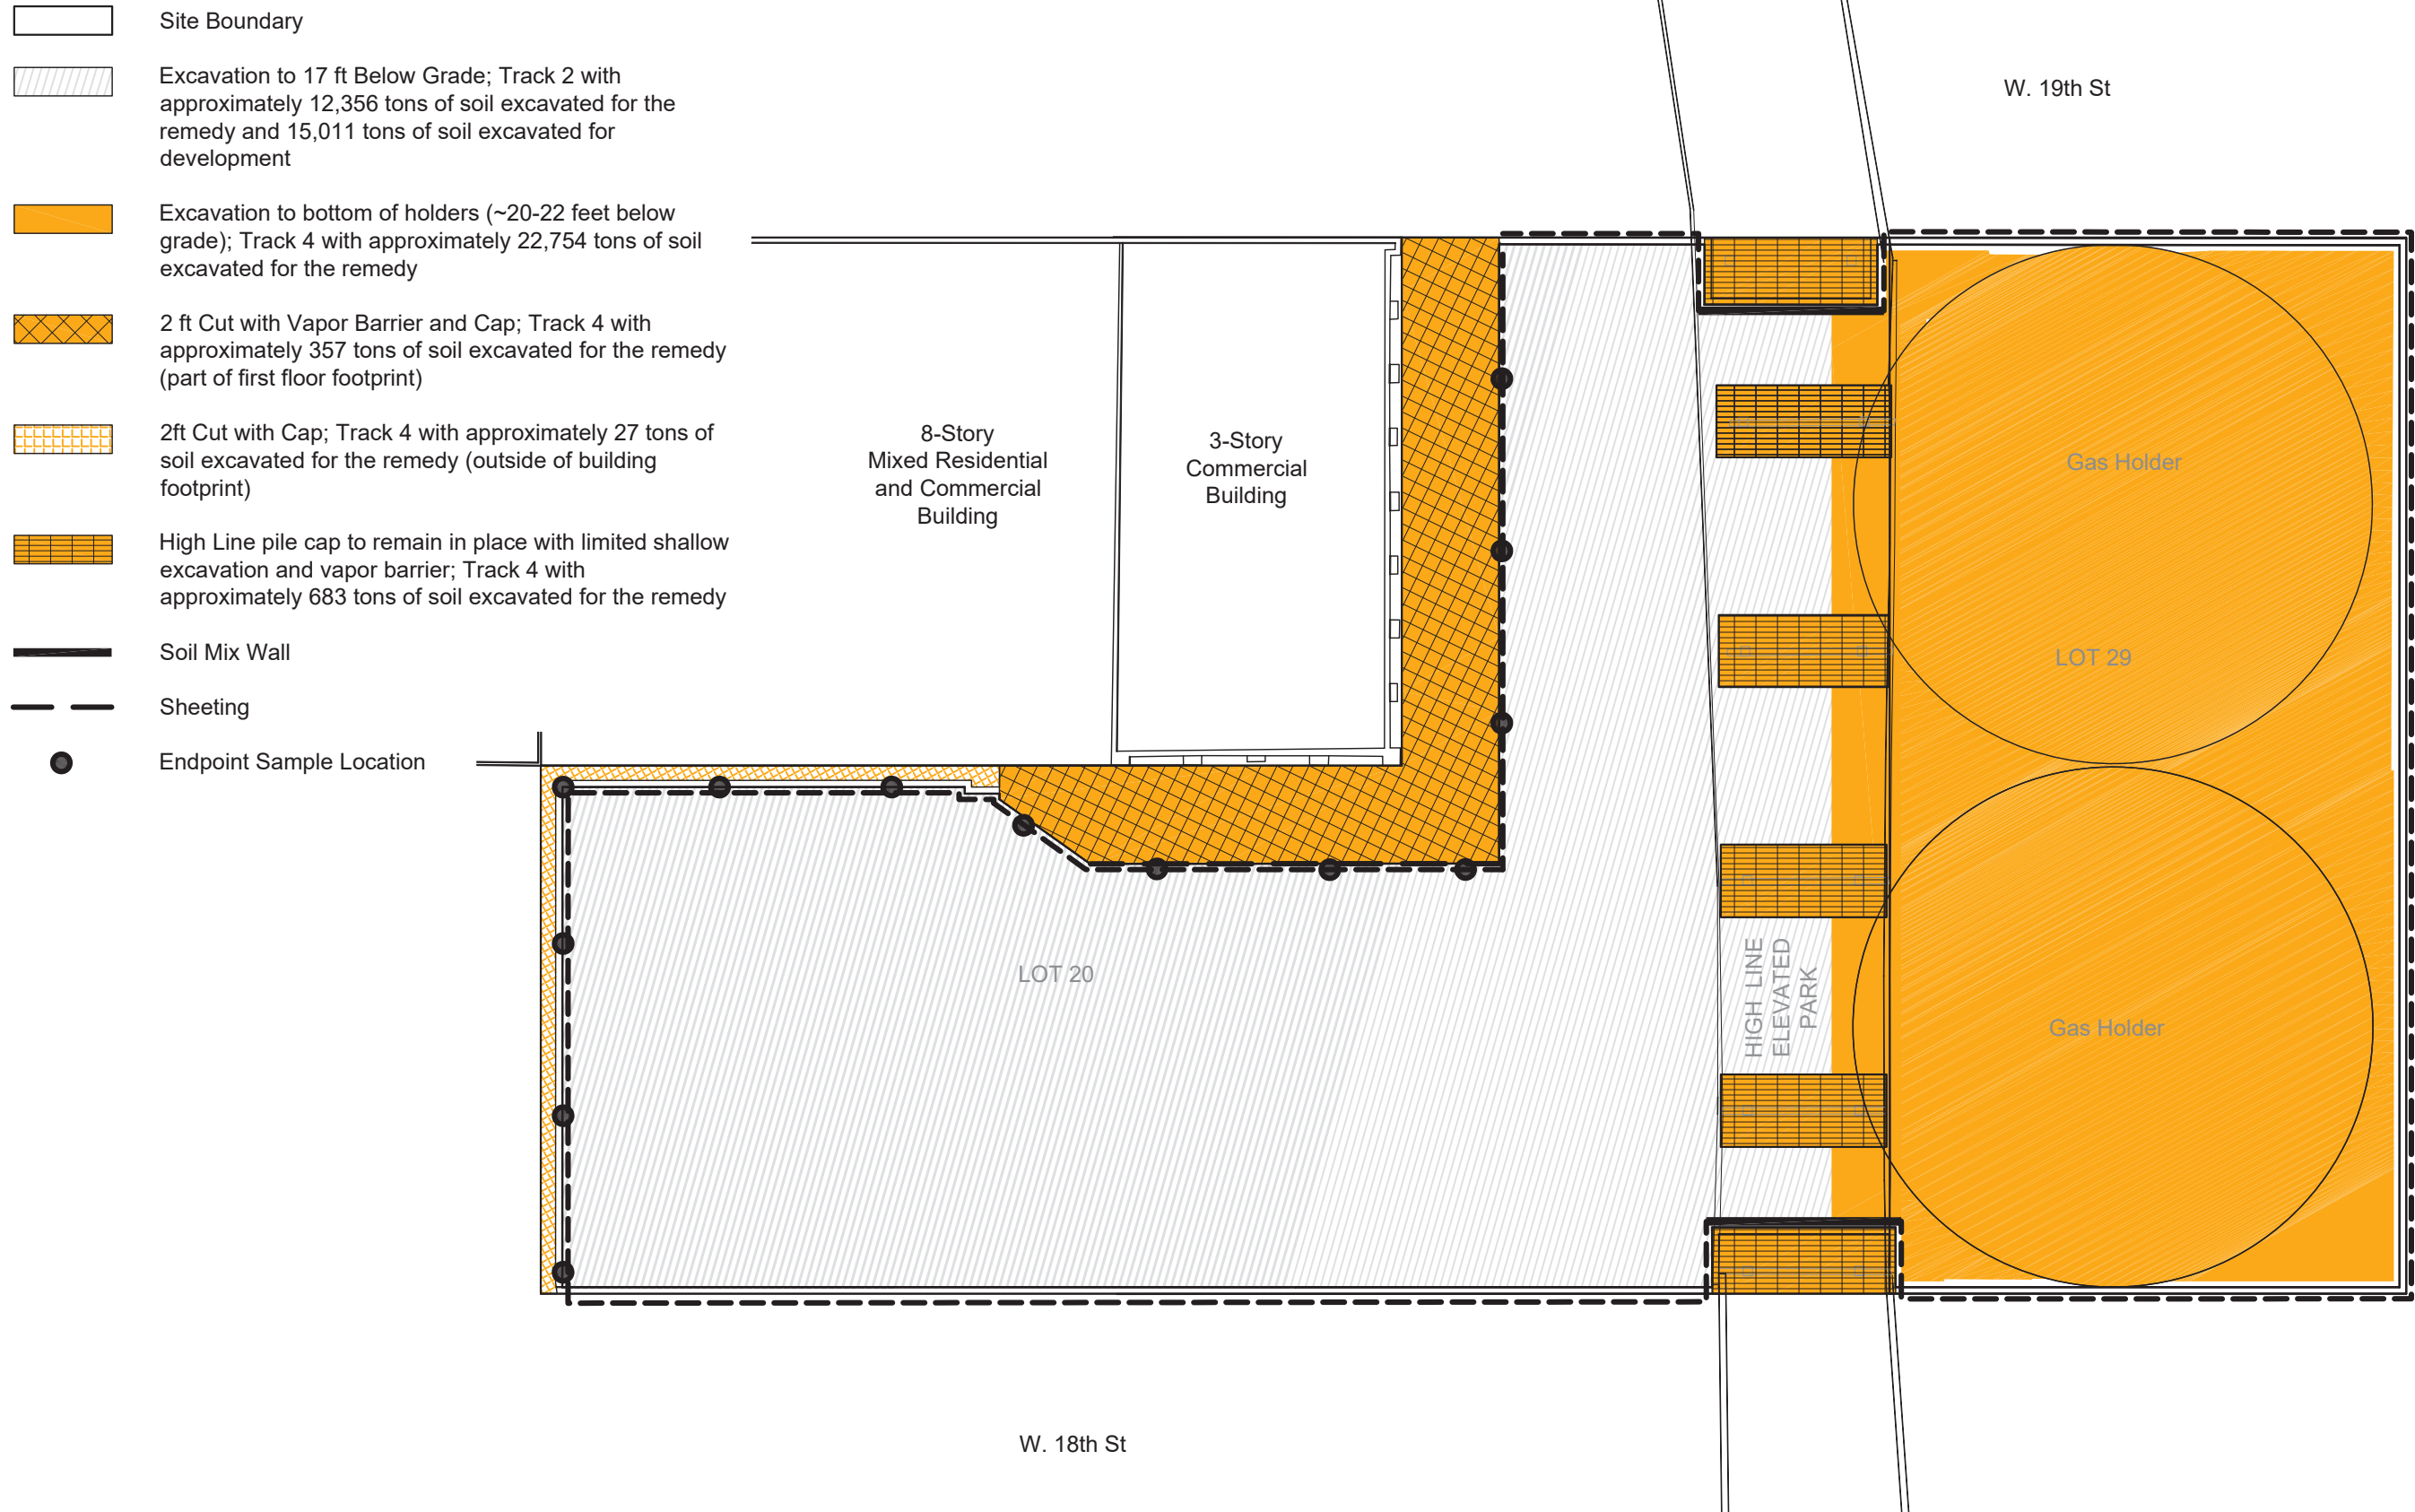 Site Boundary
Excavation to 17 ft Below Grade; Track 2 with
approximately 12,356 tons of soil excavated for the
remedy and 15,011 tons of soil excavated for
development
Excavation to bottom of holders (~20-22 feet below
grade); Track 4 with approximately 22,754 tons of soil
excavated for the remedy
2 ft Cut with Vapor Barrier and Cap; Track 4 with
approximately 357 tons of soil excavated for the remedy
(part of first floor footprint)
2ft Cut with Cap; Track 4 with approximately 27 tons of
soil excavated for the remedy (outside of building
footprint)
High Line pile cap to remain in place with limited shallow
excavation and vapor barrier; Track 4 with
approximately 683 tons of soil excavated for the remedy
Soil Mix Wall
Sheeting
Endpoint Sample Location
W. 19th St
8-Story
Mixed Residential
and Commercial
Building
3-Story
Commercial
Building
Gas Holder
LOT 29
LOT 20
HIGH LINE
ELEVATED
PARK
Gas Holder
W. 18th St